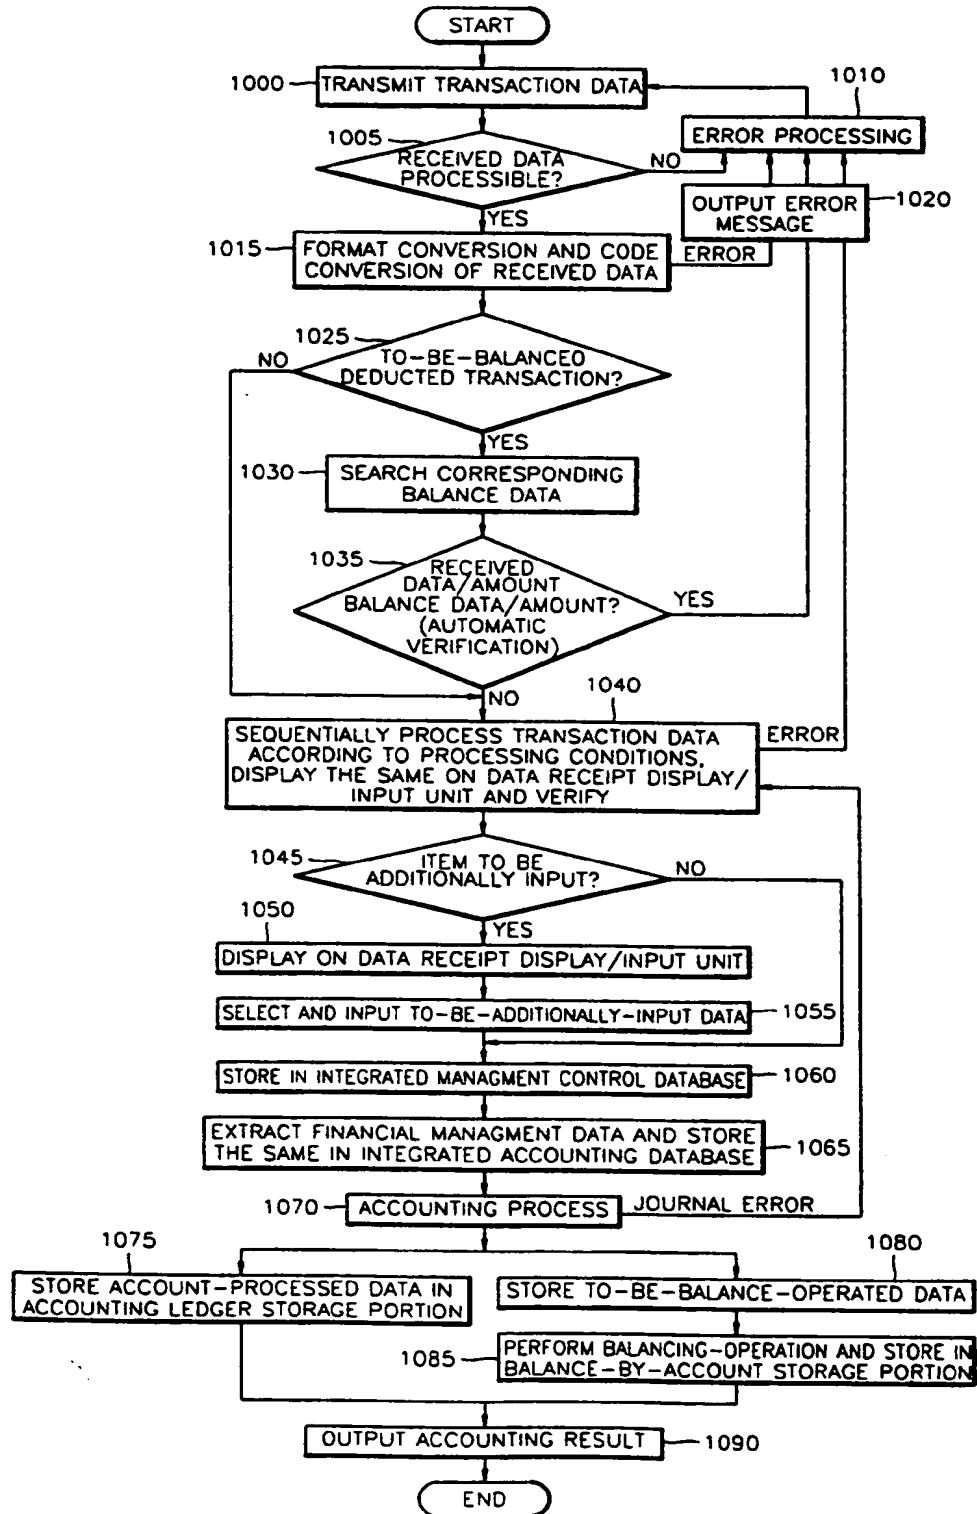 START
1000
TRANSMIT TRANSACTION DATA
1010
ERROR PROCESSING
1005
RECEIVED DATA
PROCESSIBLE?
NO
YES
OUTPUT ERROR
MESSAGE
1020
1015
FORMAT CONVERSION AND CODE
CONVERSION OF RECEIVED DATA
ERROR
1025
TO-BE-BALANCEO
DEDUCTED TRANSACTION?
NO
YES
1030
SEARCH CORRESPONDING
BALANCE DATA
1035
RECEIVED
DATA/AMOUNT
BALANCE DATA/AMOUNT?
(AUTOMATIC
VERIFICATION)
YES
NO
1040
SEQUENTIALLY PROCESS TRANSACTION DATA
ACCORDING TO PROCESSING CONDITIONS,
DISPLAY THE SAME ON DATA RECEIPT DISPLAY/
INPUT UNIT AND VERIFY
ERROR
1045
ITEM TO BE
ADDITIONALLY INPUT?
NO
YES
1050
DISPLAY ON DATA RECEIPT DISPLAY/INPUT UNIT
SELECT AND INPUT TO-BE-ADDITIONALLY-INPUT DATA
1055
STORE IN INTEGRATED MANAGMENT CONTROL DATABASE
1060
EXTRACT FINANCIAL MANAGMENT DATA AND STORE
THE SAME IN INTEGRATED ACCOUNTING DATABASE
1065
1070
ACCOUNTING PROCESS
JOURNAL ERROR
1075
STORE ACCOUNT-PROCESSED DATA IN
ACCOUNTING LEDGER STORAGE PORTION
1080
STORE TO-BE-BALANCE-OPERATED DATA
1085
PERFORM BALANCING-OPERATION AND STORE IN
BALANCE-BY-ACCOUNT STORAGE PORTION
OUTPUT ACCOUNTING RESULT
1090
END